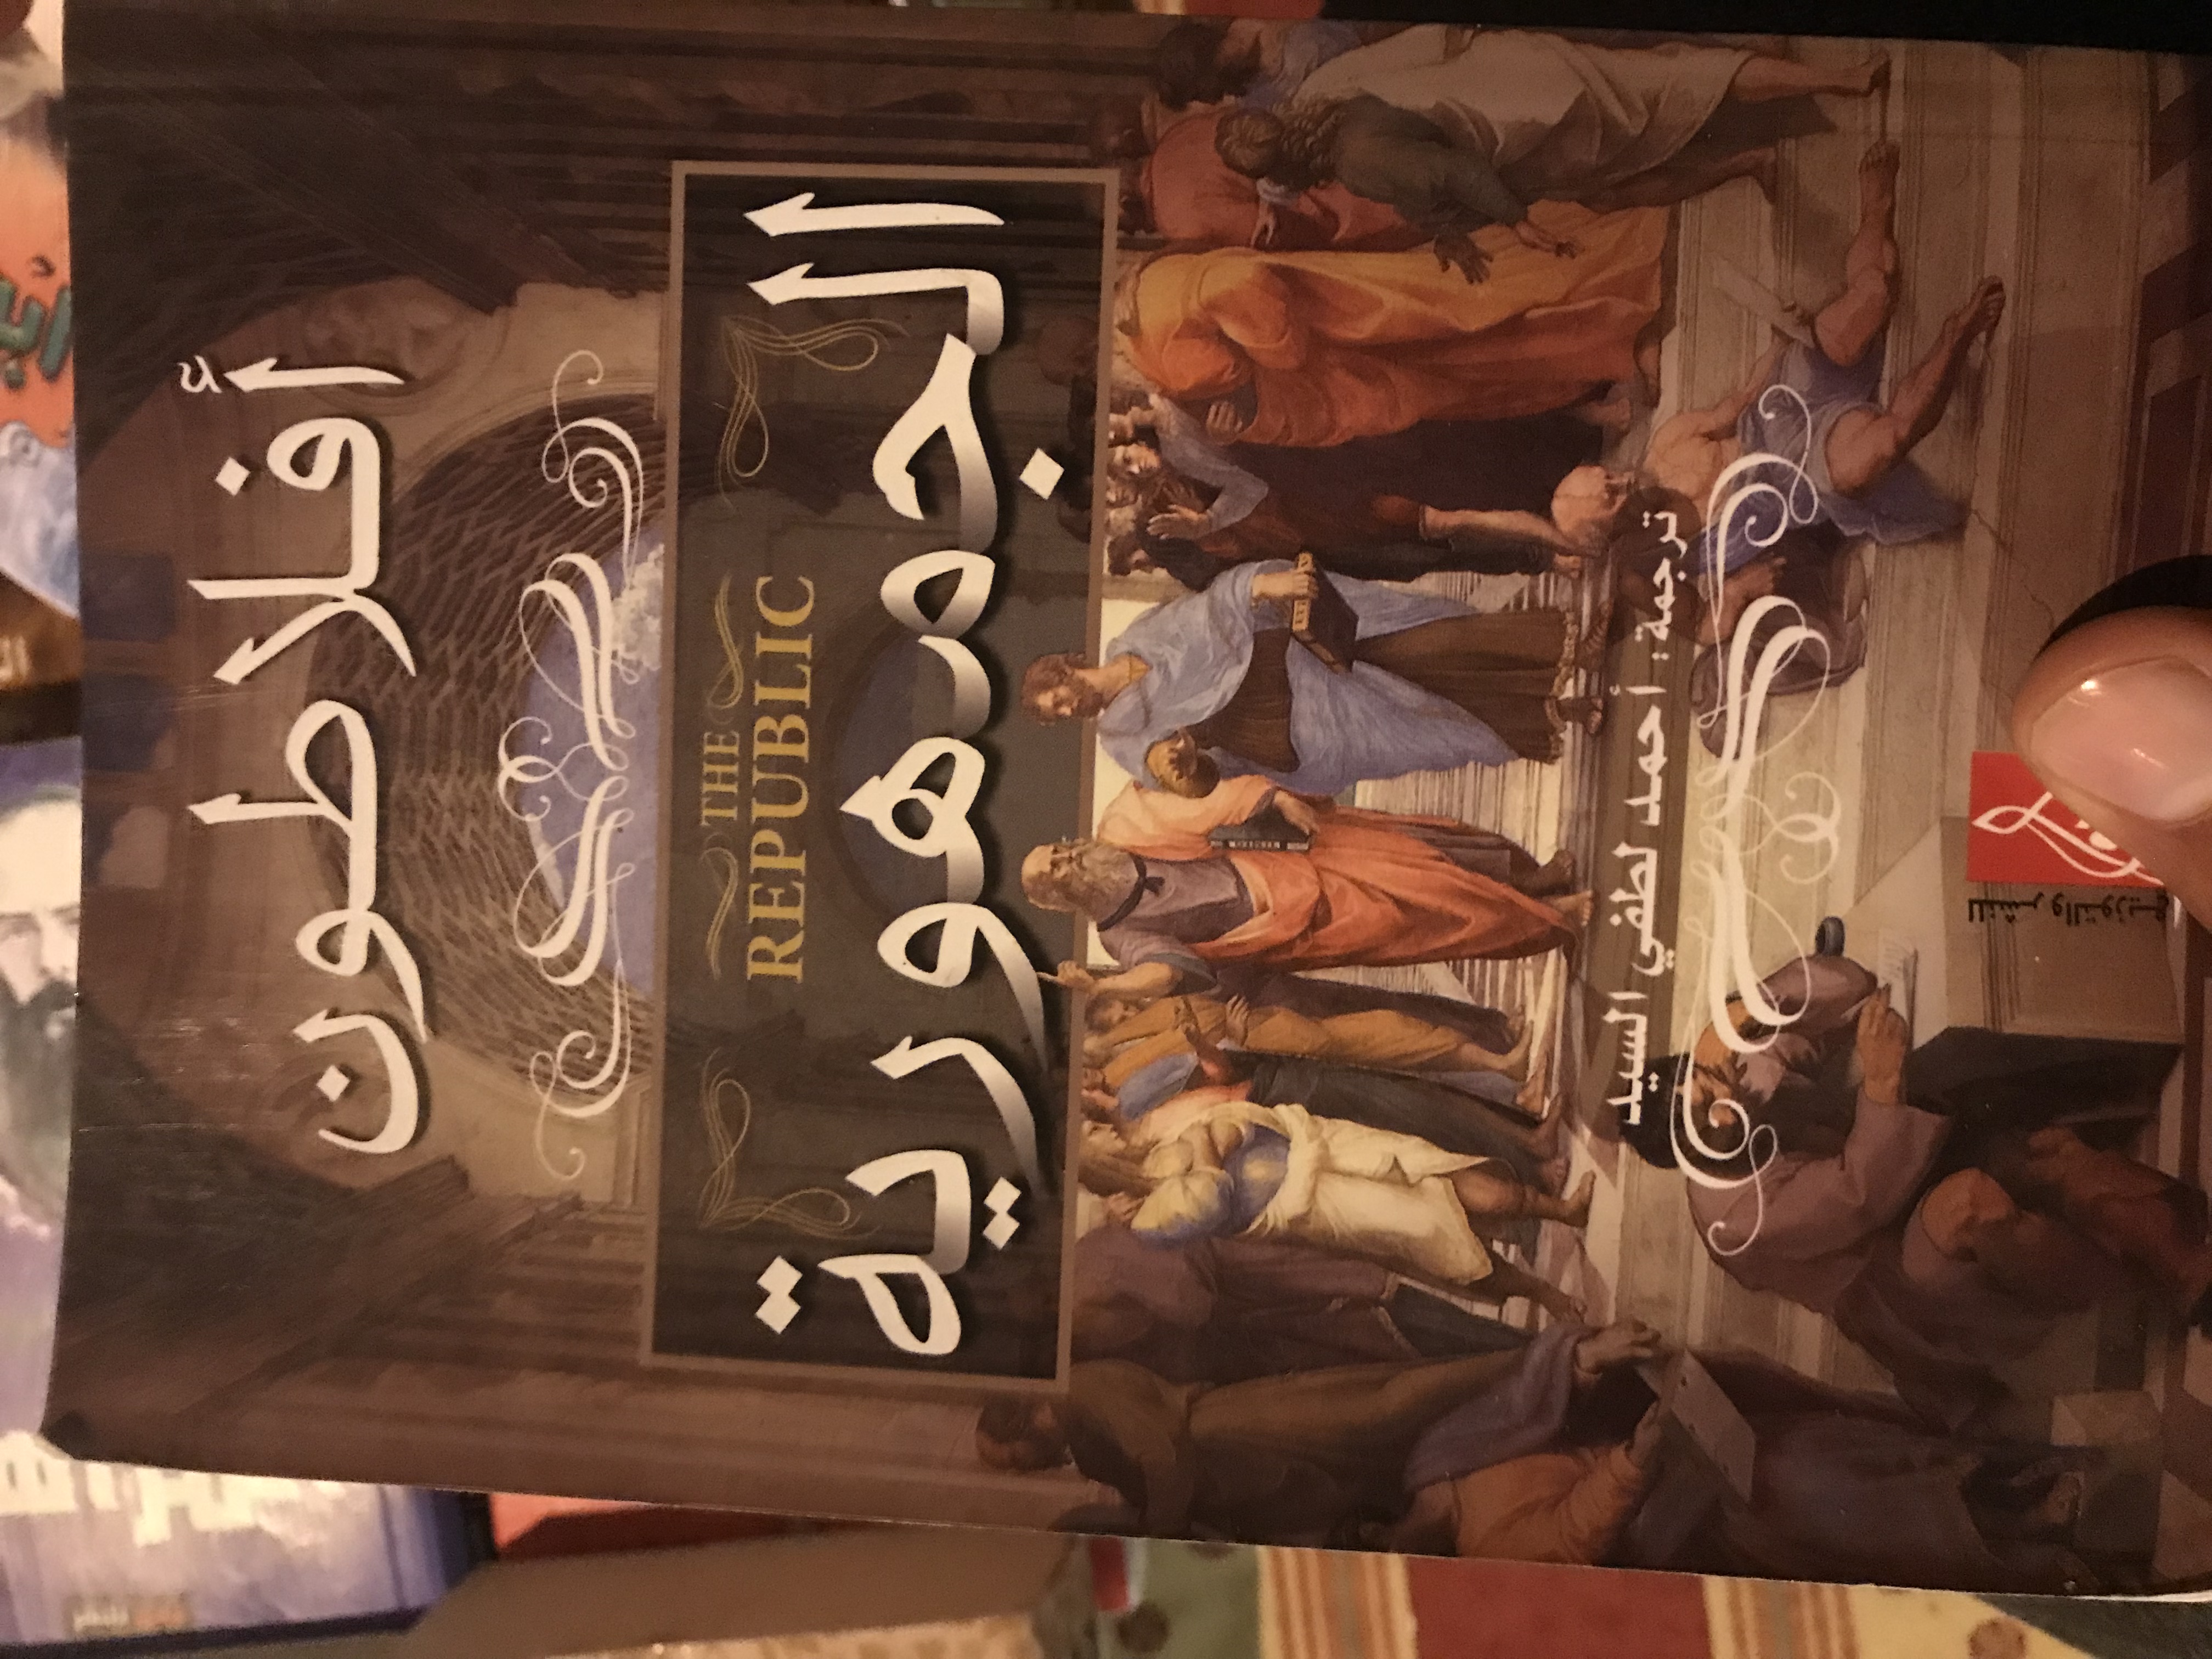 أفلاطون
THE
REPUBLIC
الجمهورية
ترجمة: أحمد لطفي السيد
للنشر والتوزيع